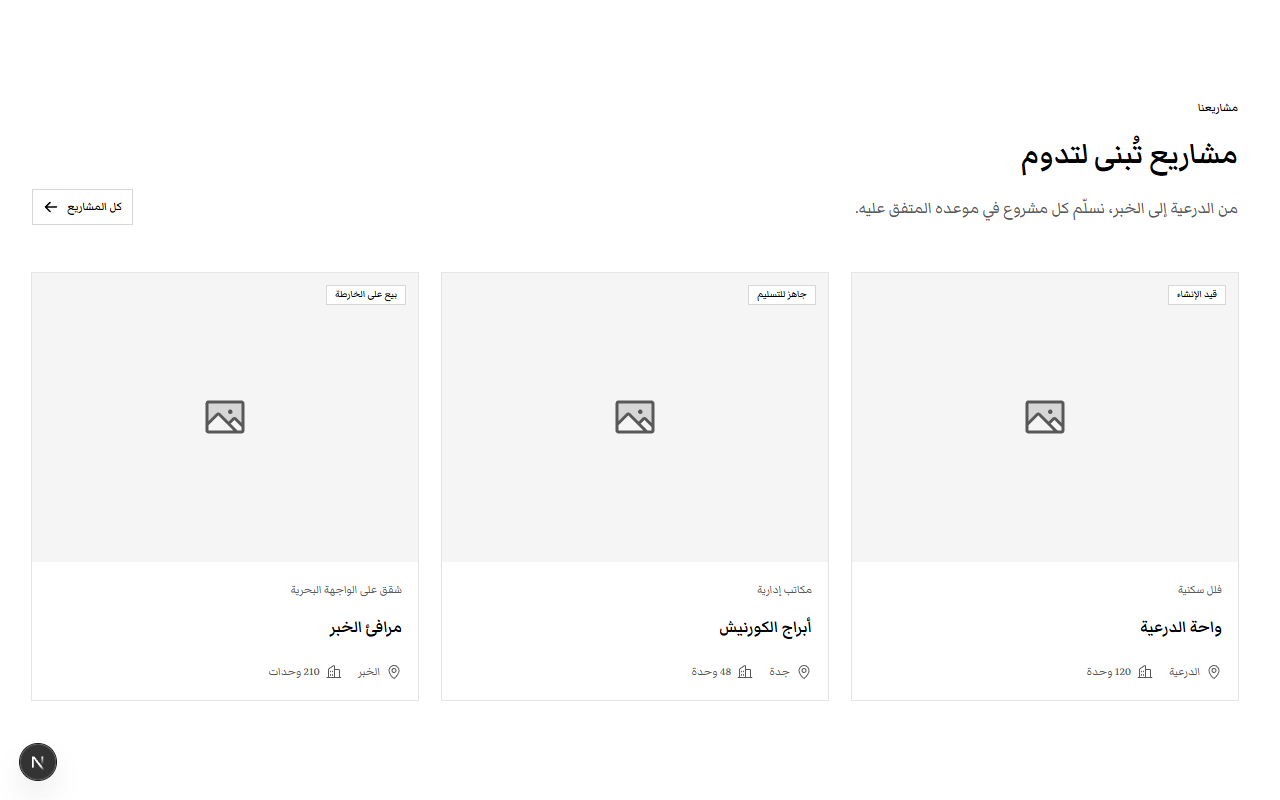 مشاريعنا
مشاريع تُبنى لتدوم
من الدرعية إلى الخبر، نسلّم كل مشروع في موعده المتفق عليه.
كل المشاريع
قيد الإنشاء
فلل سكنية
واحة الدرعية
الدرعية 120 وحدة
جاهز للتسليم
مكاتب إدارية
أبراج الكورنيش
جدة 48 وحدة
بيع على الخارطة
شقق على الواجهة البحرية
مرافئ الخبر
الخبر 210 وحدات
N